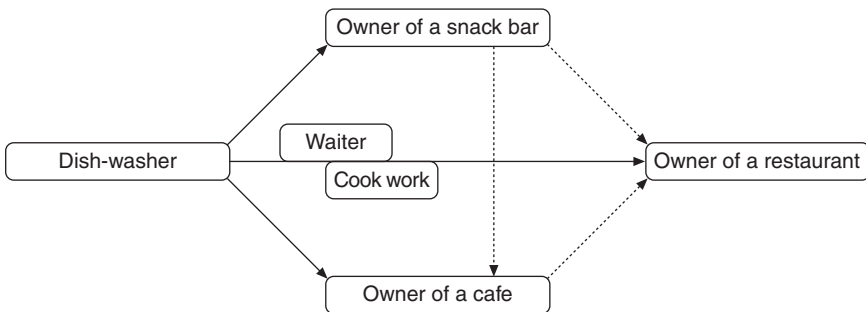 Owner of a snack bar
Waiter
Dish-washer
Owner of a restaurant
Cook work
Owner of a cafe